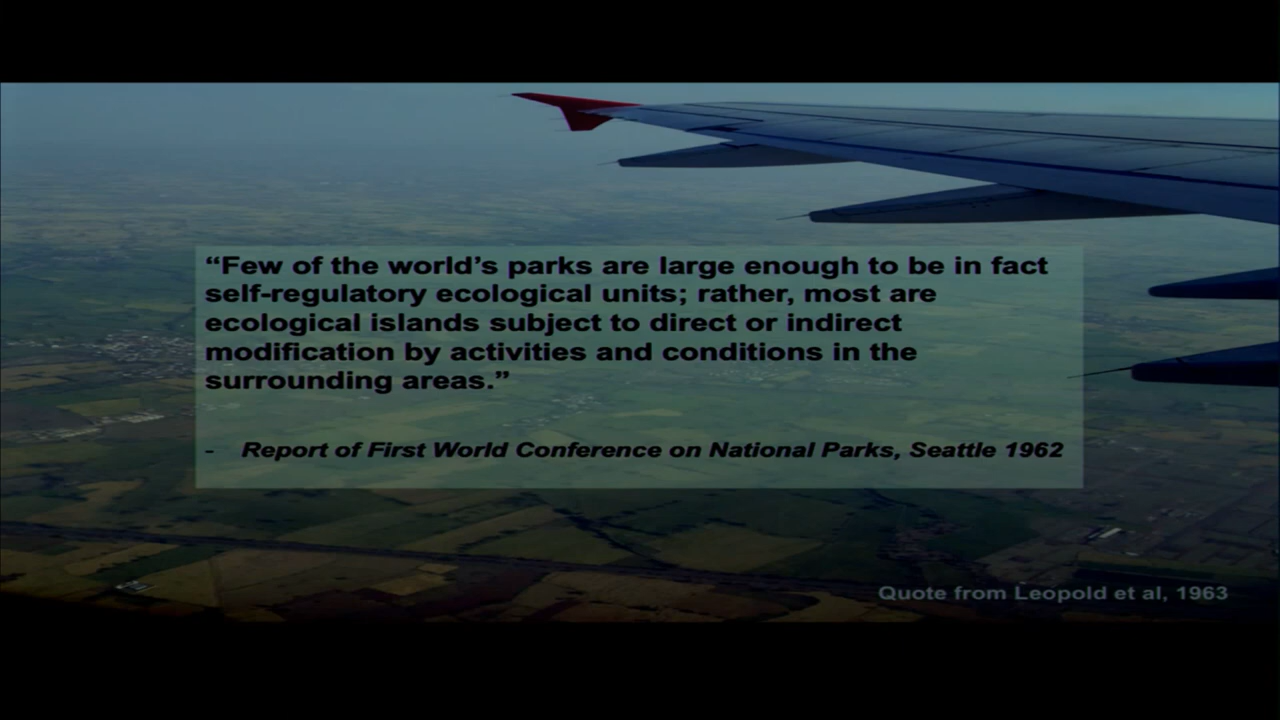 “Few of the world’s parks are large enough to be in fact
self-regulatory ecological units; rather, most are
ecological islands subject to direct or indirect
modification by activities and conditions in the
surrounding areas.”
- Report of First World Conference on National Parks, Seattle 1962
Quote from Leopold et al, 1963